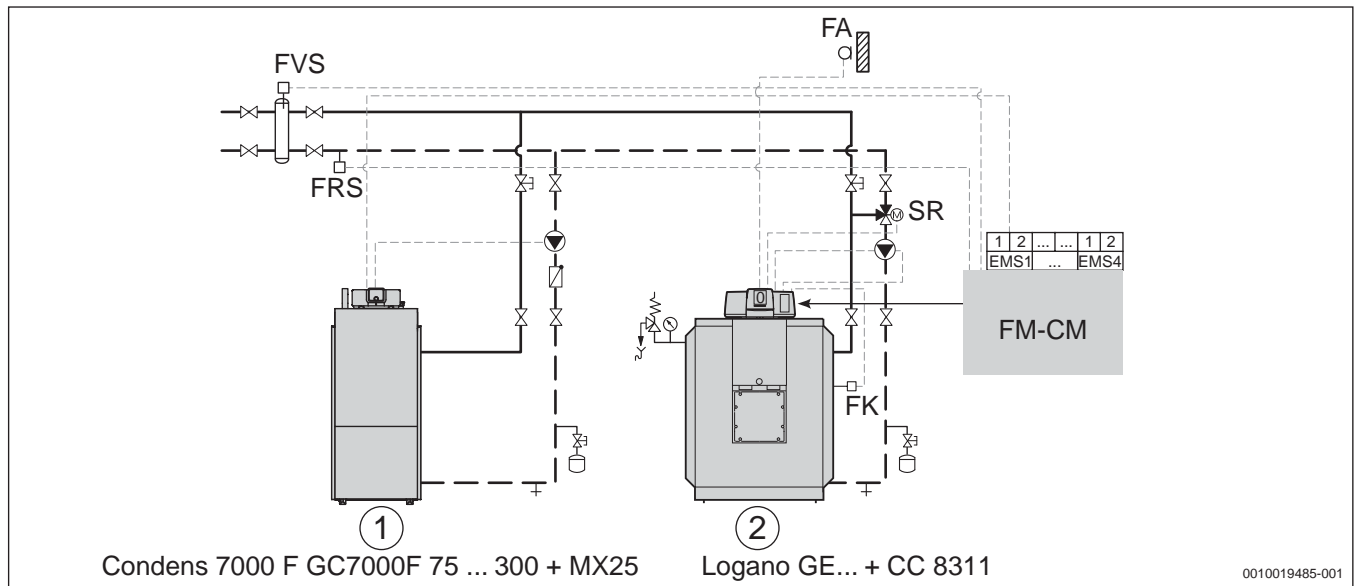 FA
FVS
FRS
M SR
1 2 ... ... 1 2
EMS1 ... EMS4
FM-CM
FK
1 2
Condens 7000 F GC7000F 75 ... 300 + MX25 Logano GE... + CC 8311
0010019485-001